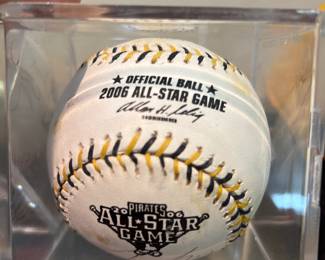 ★ OFFICIAL BALL ★
2006 ALL-STAR GAME
Allan H. Selig
PIRATES
20 06
ALL★STAR
GAME